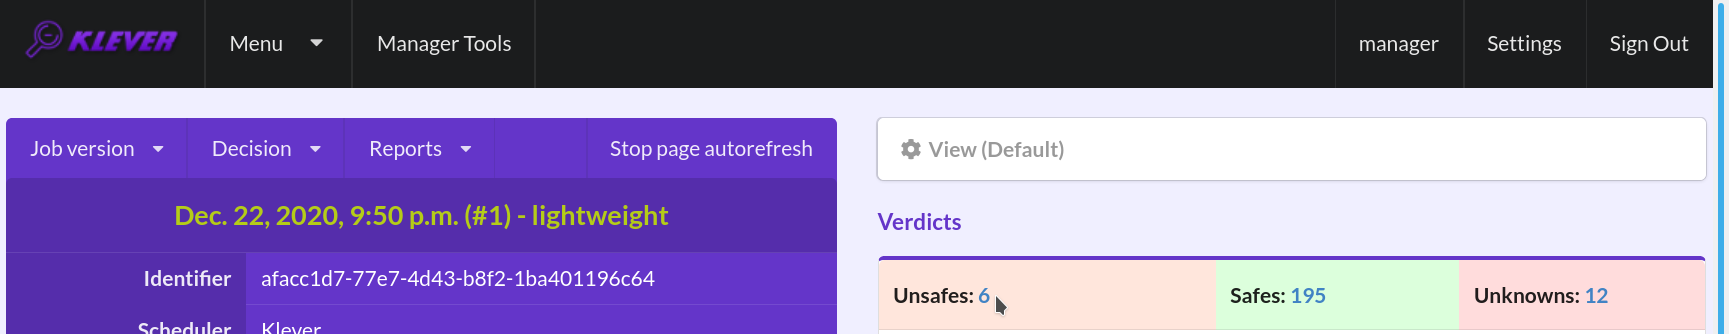 KLEVER Menu Manager Tools manager Settings Sign Out
Job version Decision Reports Stop page autorefresh
View (Default)
Dec. 22, 2020, 9:50 p.m. (#1) - lightweight
Verdicts
Identifier afacc1d7-77e7-4d43-b8f2-1ba401196c64
Unsafes: 6 Safes: 195 Unknowns: 12
Scheduler Klever